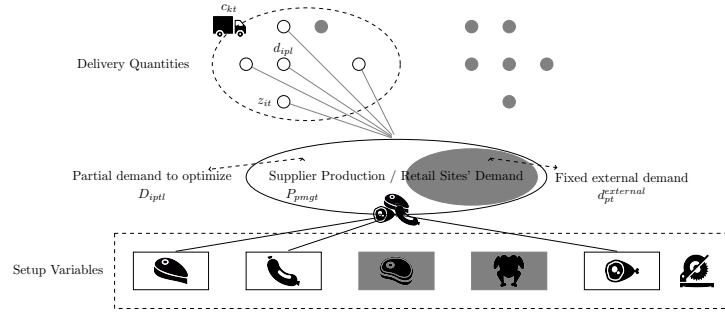 c_{kt}
d_{ipl}
Delivery Quantities
z_{it}
Supplier Production / Retail Sites' Demand
Partial demand to optimize
Fixed external demand
D_{iptl}
P_{pmgt}
d_{pt}^{external}
Setup Variables